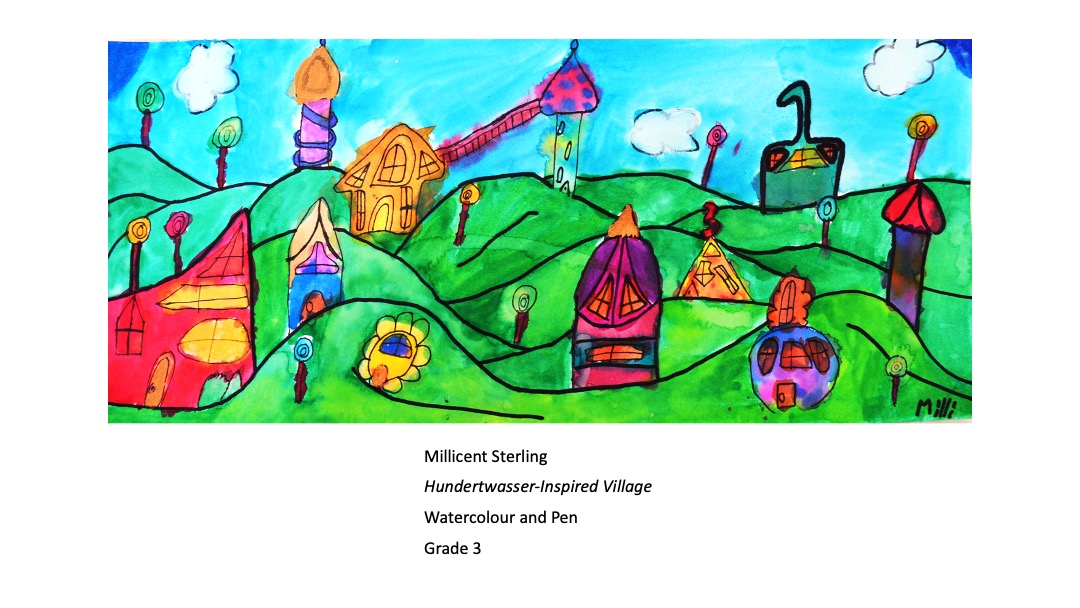 Milli
Millicent Sterling
Hundertwasser-Inspired Village
Watercolour and Pen
Grade 3